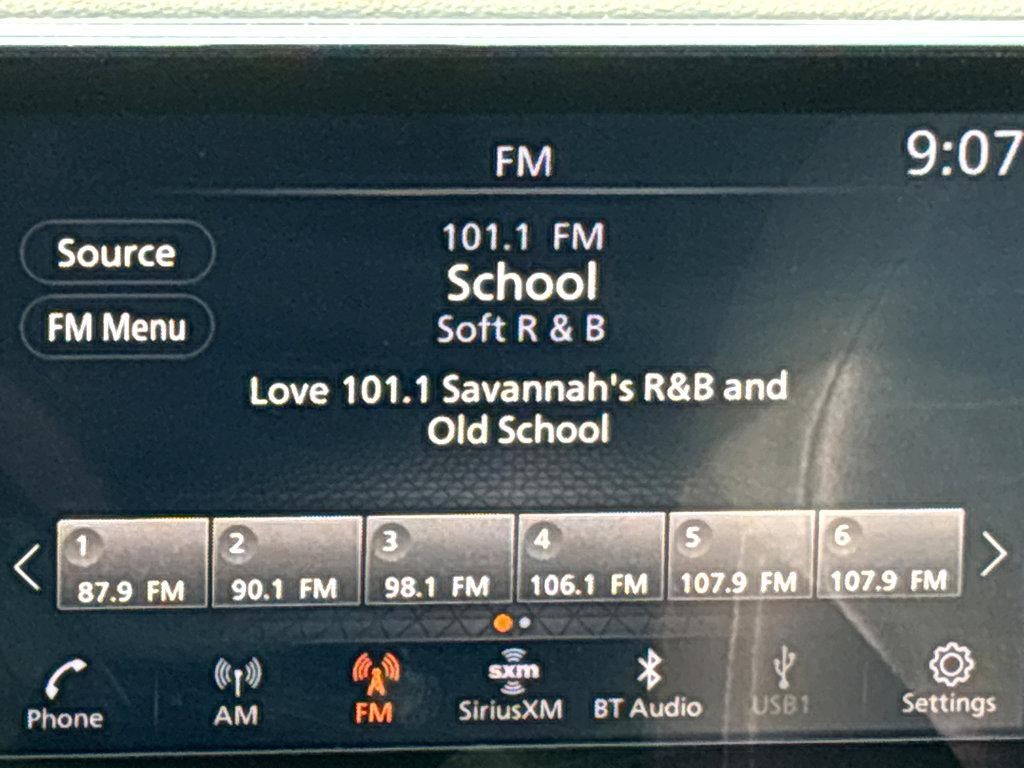 FM
9:07
Source
FM Menu
101.1 FM
School
Soft R & B
Love 101.1 Savannah's R&B and
Old School
1
87.9 FM
2
90.1 FM
3
98.1 FM
4
106.1 FM
5
107.9 FM
6
107.9 FM
Phone
AM
FM
sxm
SiriusXM
BT Audio
USB1
Settings